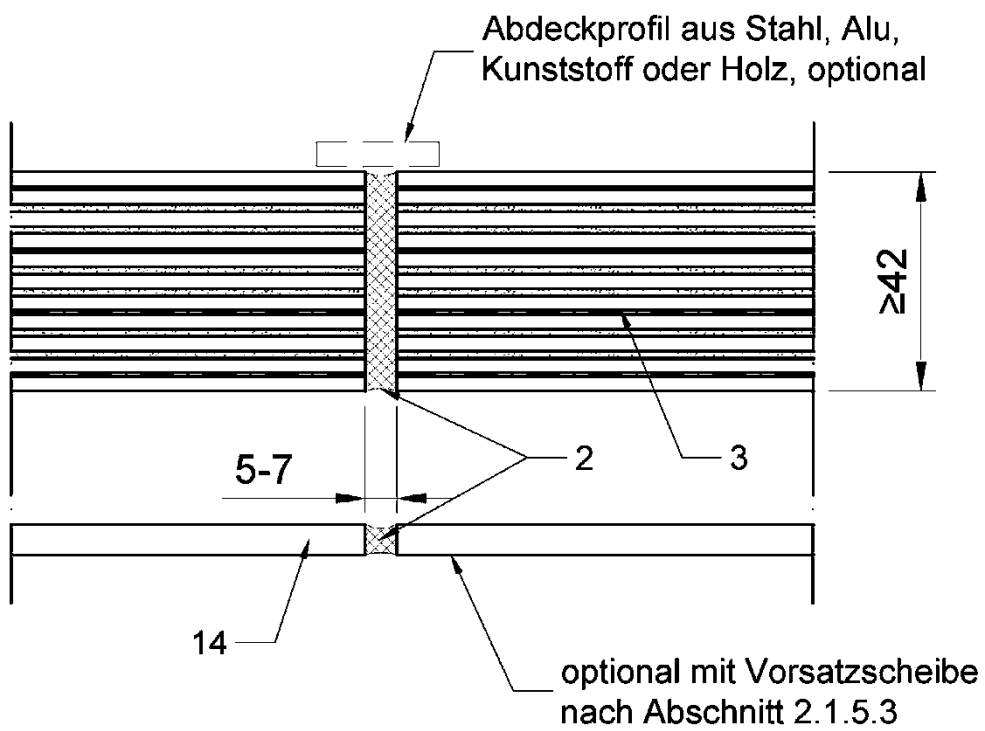 Abdeckprofil aus Stahl, Alu,
Kunststoff oder Holz, optional
≥42
2
3
5-7
14
optional mit Vorsatzscheibe
nach Abschnitt 2.1.5.3